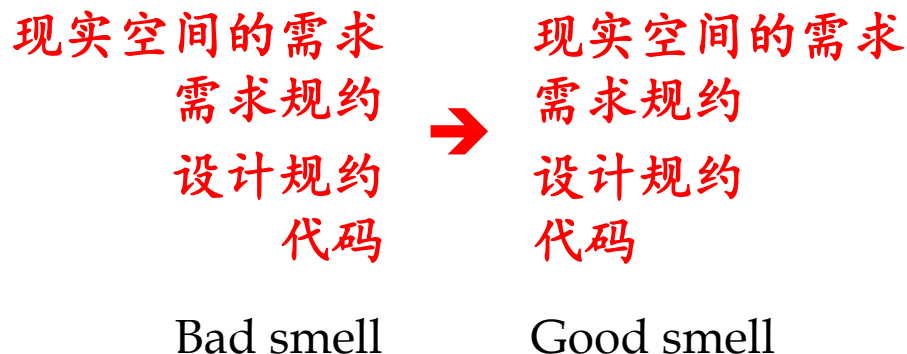 现实空间的需求
需求规约
设计规约
代码
Bad smell
➔
现实空间的需求
需求规约
设计规约
代码
Good smell